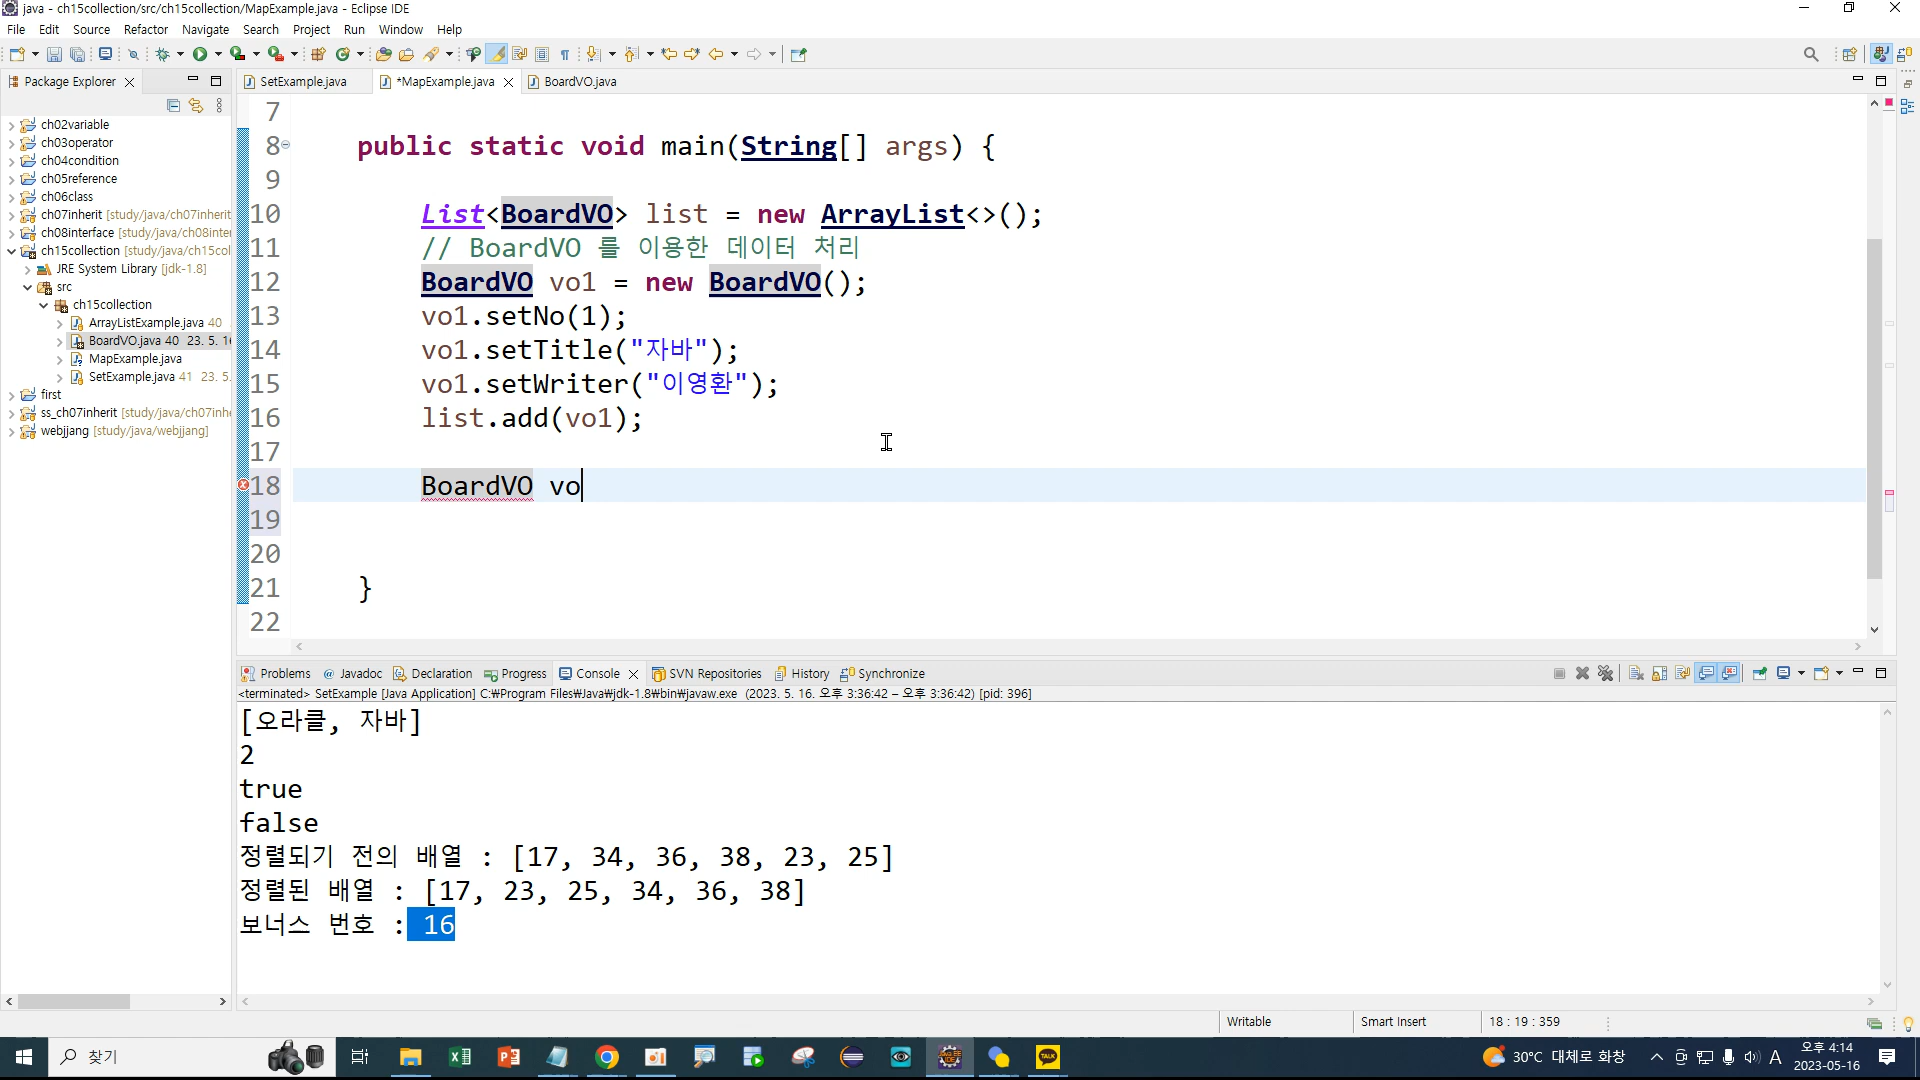 java - ch15collection/src/ch15collection/MapExample.java - Eclipse IDE
File Edit Source Refactor Navigate Search Project Run Window Help
Package Explorer
SetExample.java
*MapExample.java
BoardVO.java
ch02variable
ch03operator
ch04condition
ch05reference
ch06class
ch07inherit [study/java/ch07inherit
ch08interface [study/java/ch08inter
ch15collection [study/java/ch15col
JRE System Library [jdk-1.8]
src
ch15collection
ArrayListExample.java 40
BoardVO.java 40 23. 5. 16
MapExample.java
SetExample.java 41 23. 5.
first
ss_ch07inherit [study/java/ch07inhe
webjjang [study/java/webjjang]
7
8 public static void main(String[] args) {
9
10 List<BoardVO> list = new ArrayList<>();
11 // BoardVO 를 이용한 데이터 처리
12 BoardVO vo1 = new BoardVO();
13 vo1.setNo(1);
14 vo1.setTitle("자바");
15 vo1.setWriter("이영환");
16 list.add(vo1);
17
18 BoardVO vo
19
20
21 }
22
Problems @ Javadoc Declaration Progress Console SVN Repositories History Synchronize
<terminated> SetExample [Java Application] C:₩Program Files₩Java₩jdk-1.8₩bin₩javaw.exe (2023. 5. 16. 오후 3:36:42 – 오후 3:36:42) [pid: 396]
[오라클, 자바]
2
true
false
정렬되기 전의 배열 : [17, 34, 36, 38, 23, 25]
정렬된 배열 : [17, 23, 25, 34, 36, 38]
보너스 번호 : 16
Writable
Smart Insert
18 : 19 : 359
찾기
TALK
30°C 대체로 화창
A
오후 4:14
2023-05-16